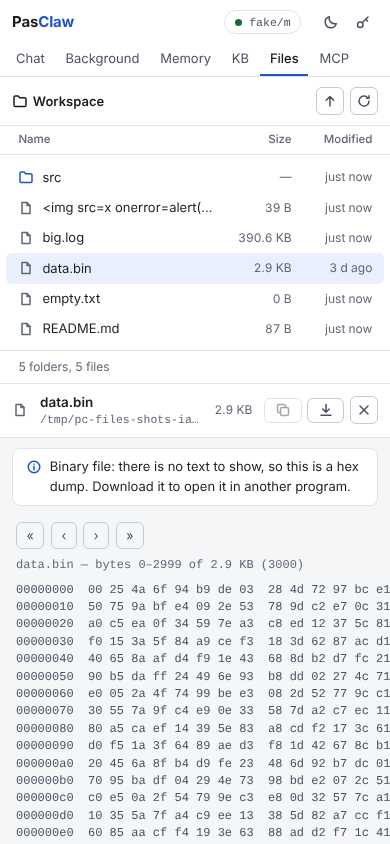 PasClaw
fake/m
Chat Background Memory KB Files MCP
Workspace
Name Size Modified
src — just now
<img src=x onerror=alert(... 39 B just now
big.log 390.6 KB just now
data.bin 2.9 KB 3 d ago
empty.txt 0 B just now
README.md 87 B just now
5 folders, 5 files
data.bin 2.9 KB
/tmp/pc-files-shots-ia…
Binary file: there is no text to show, so this is a hex
dump. Download it to open it in another program.
« ‹ › »
data.bin — bytes 0–2999 of 2.9 KB (3000)
00000000 00 25 4a 6f 94 b9 de 03 28 4d 72 97 bc e1
00000010 50 75 9a bf e4 09 2e 53 78 9d c2 e7 0c 31
00000020 a0 c5 ea 0f 34 59 7e a3 c8 ed 12 37 5c 81
00000030 f0 15 3a 5f 84 a9 ce f3 18 3d 62 87 ac d1
00000040 40 65 8a af d4 f9 1e 43 68 8d b2 d7 fc 21
00000050 90 b5 da ff 24 49 6e 93 b8 dd 02 27 4c 71
00000060 e0 05 2a 4f 74 99 be e3 08 2d 52 77 9c c1
00000070 30 55 7a 9f c4 e9 0e 33 58 7d a2 c7 ec 11
00000080 80 a5 ca ef 14 39 5e 83 a8 cd f2 17 3c 61
00000090 d0 f5 1a 3f 64 89 ae d3 f8 1d 42 67 8c b1
000000a0 20 45 6a 8f b4 d9 fe 23 48 6d 92 b7 dc 01
000000b0 70 95 ba df 04 29 4e 73 98 bd e2 07 2c 51
000000c0 c0 e5 0a 2f 54 79 9e c3 e8 0d 32 57 7c a1
000000d0 10 35 5a 7f a4 c9 ee 13 38 5d 82 a7 cc f1
000000e0 60 85 aa cf f4 19 3e 63 88 ad d2 f7 1c 41